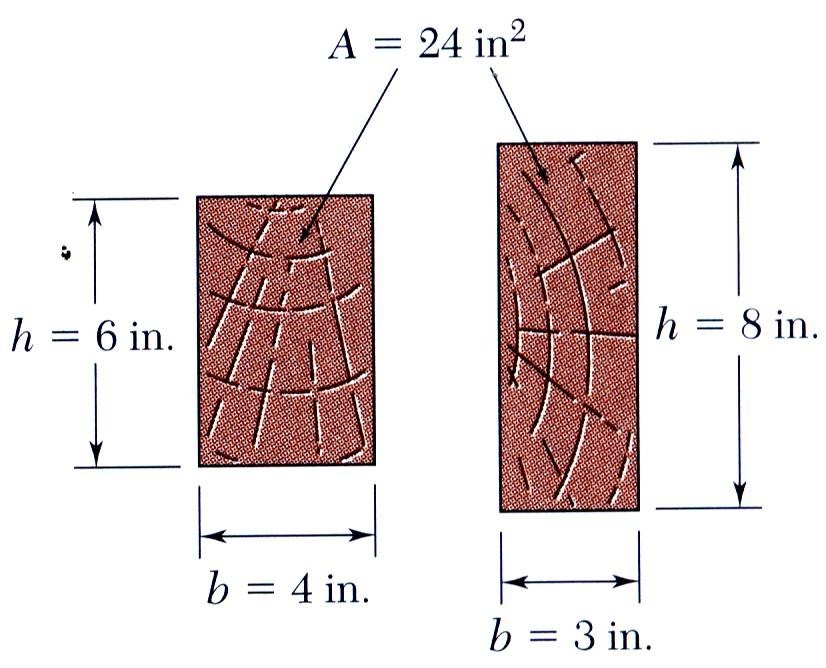 A = 24 in²
h = 6 in.
h = 8 in.
b = 4 in.
b = 3 in.